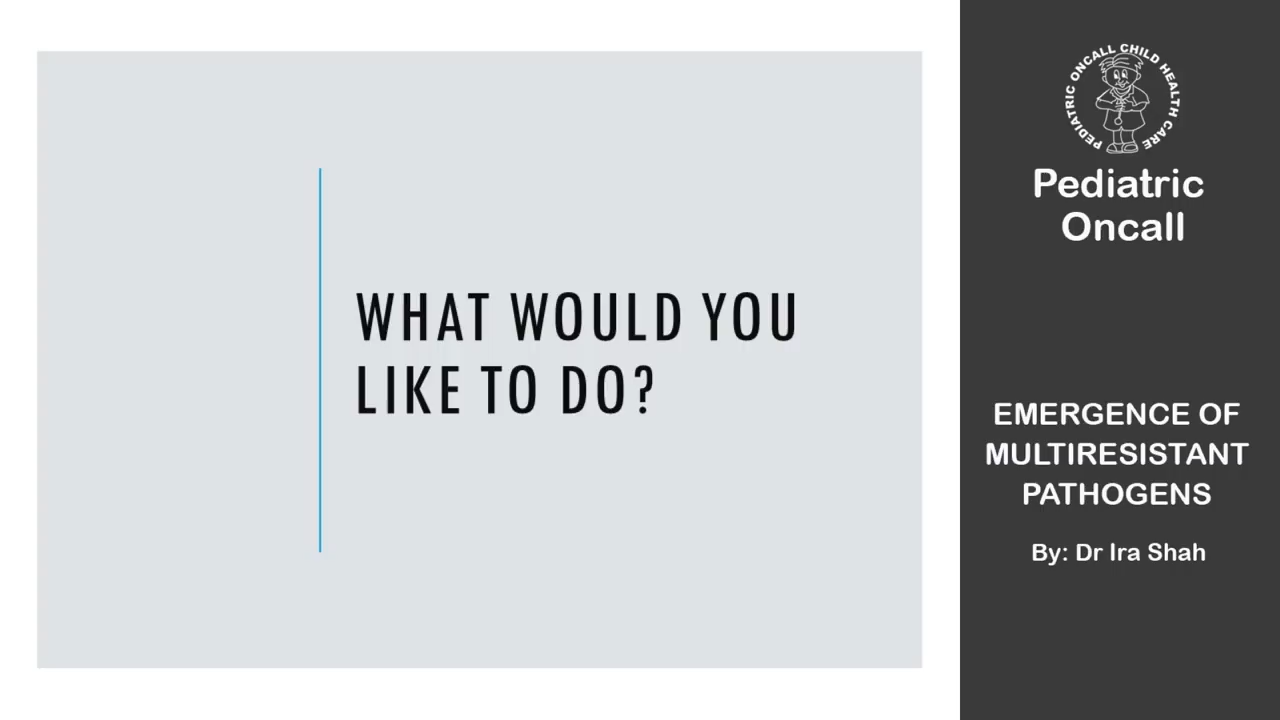 WHAT WOULD YOU
LIKE TO DO?
PEDIATRIC ONCALL CHILD HEALTH CARE
Pediatric
Oncall
EMERGENCE OF
MULTIRESISTANT
PATHOGENS
By: Dr Ira Shah